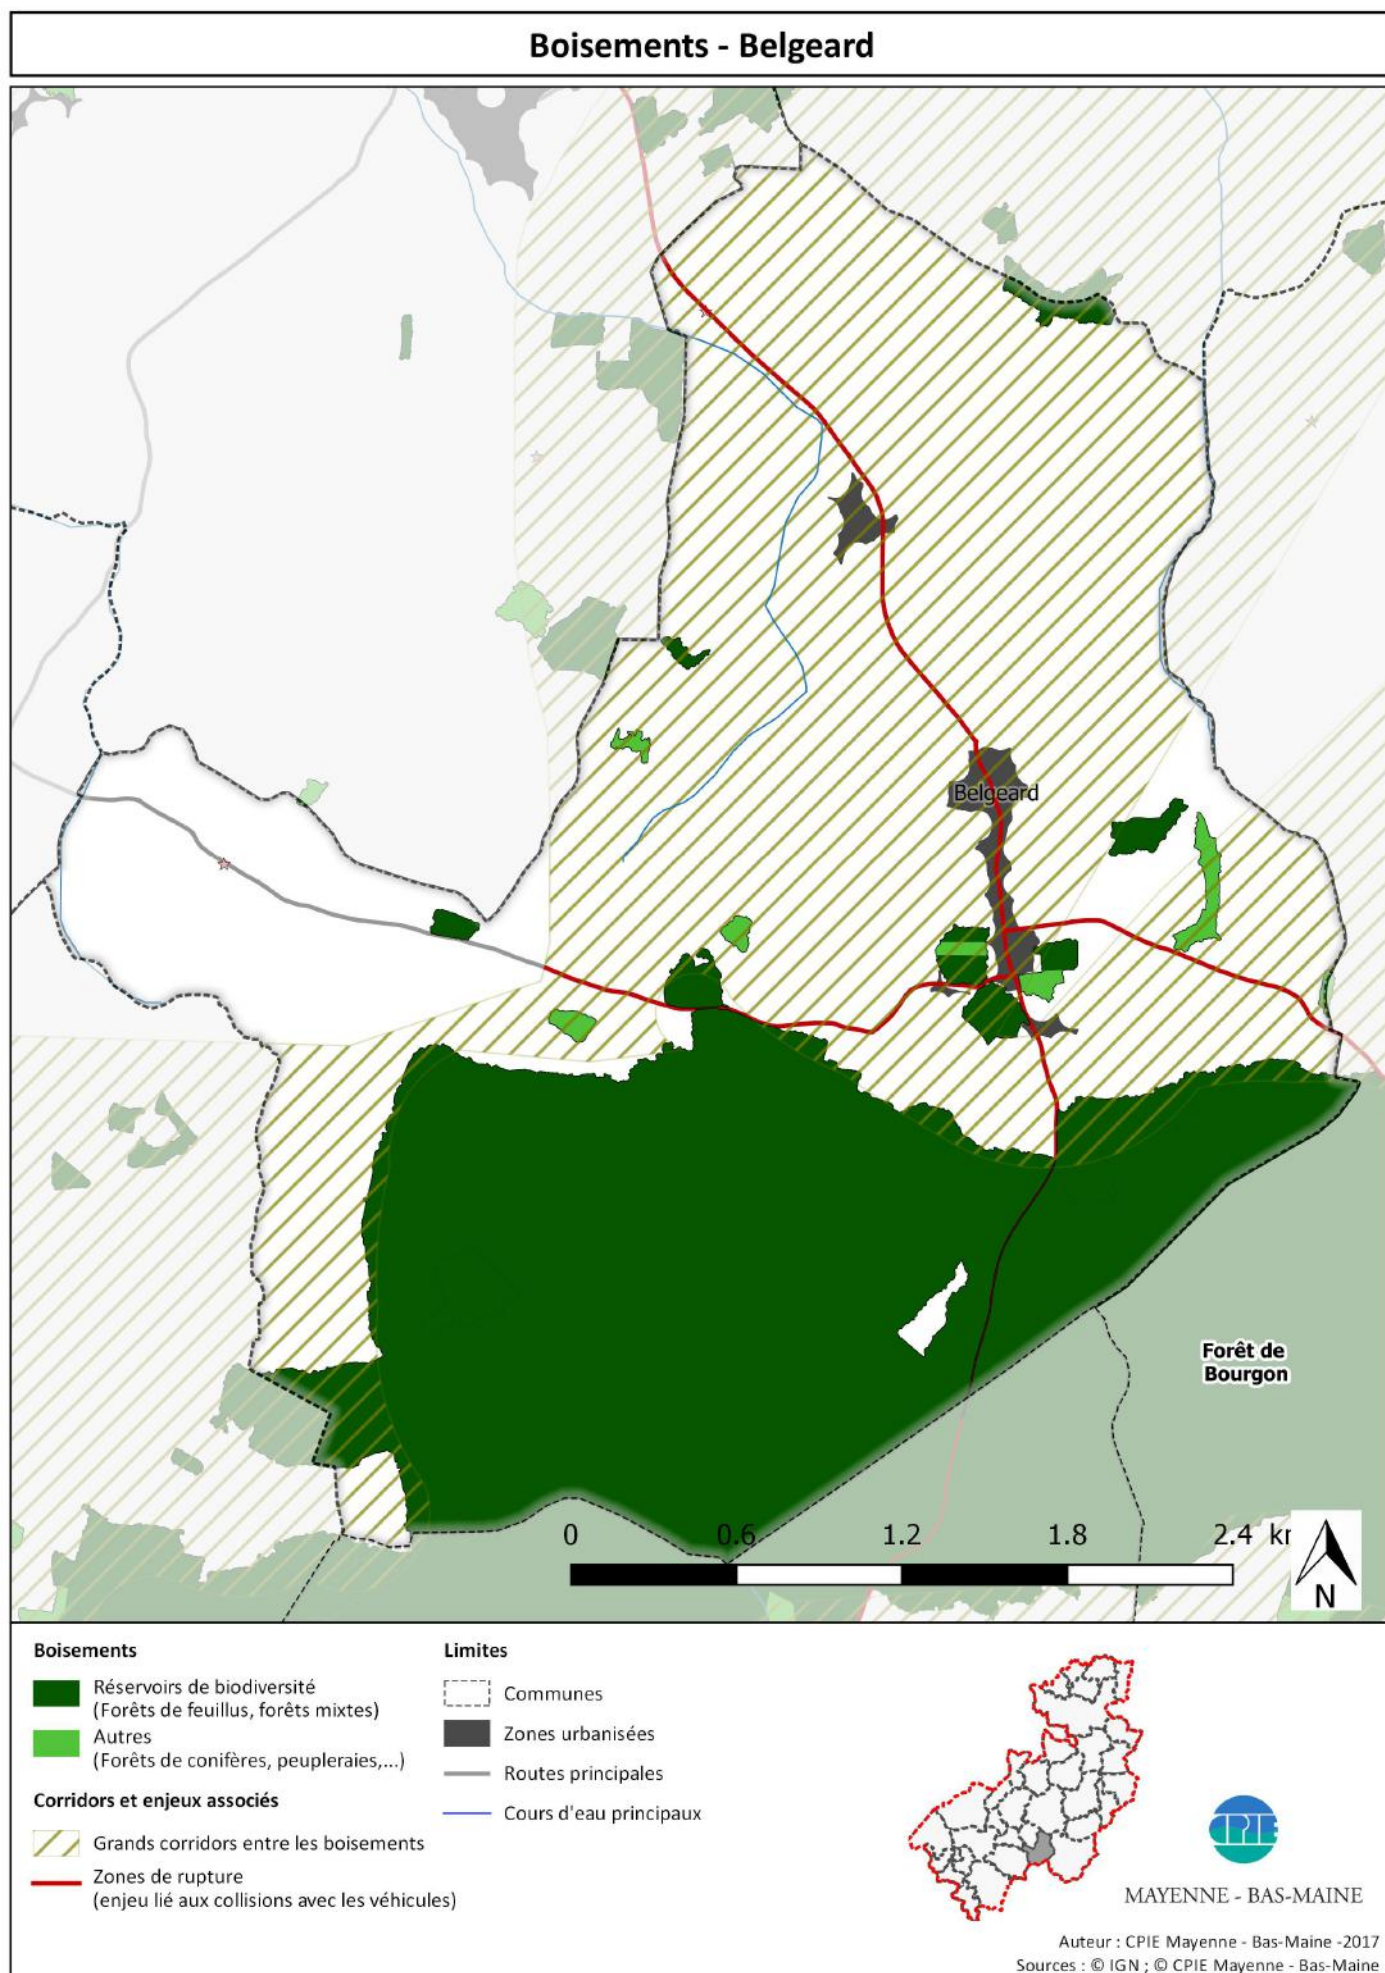 Boisements - Belgeard
Belgeard
Forêt de
Bourgon
0 0.6 1.2 1.8 2.4 km
N
Boisements
Réservoirs de biodiversité
(Forêts de feuillus, forêts mixtes)
Autres
(Forêts de conifères, peupleraies,...)
Corridors et enjeux associés
Grands corridors entre les boisements
Zones de rupture
(enjeu lié aux collisions avec les véhicules)
Limites
Communes
Zones urbanisées
Routes principales
Cours d'eau principaux
CPIE
MAYENNE - BAS-MAINE
Auteur : CPIE Mayenne - Bas-Maine -2017
Sources : © IGN ; © CPIE Mayenne - Bas-Maine